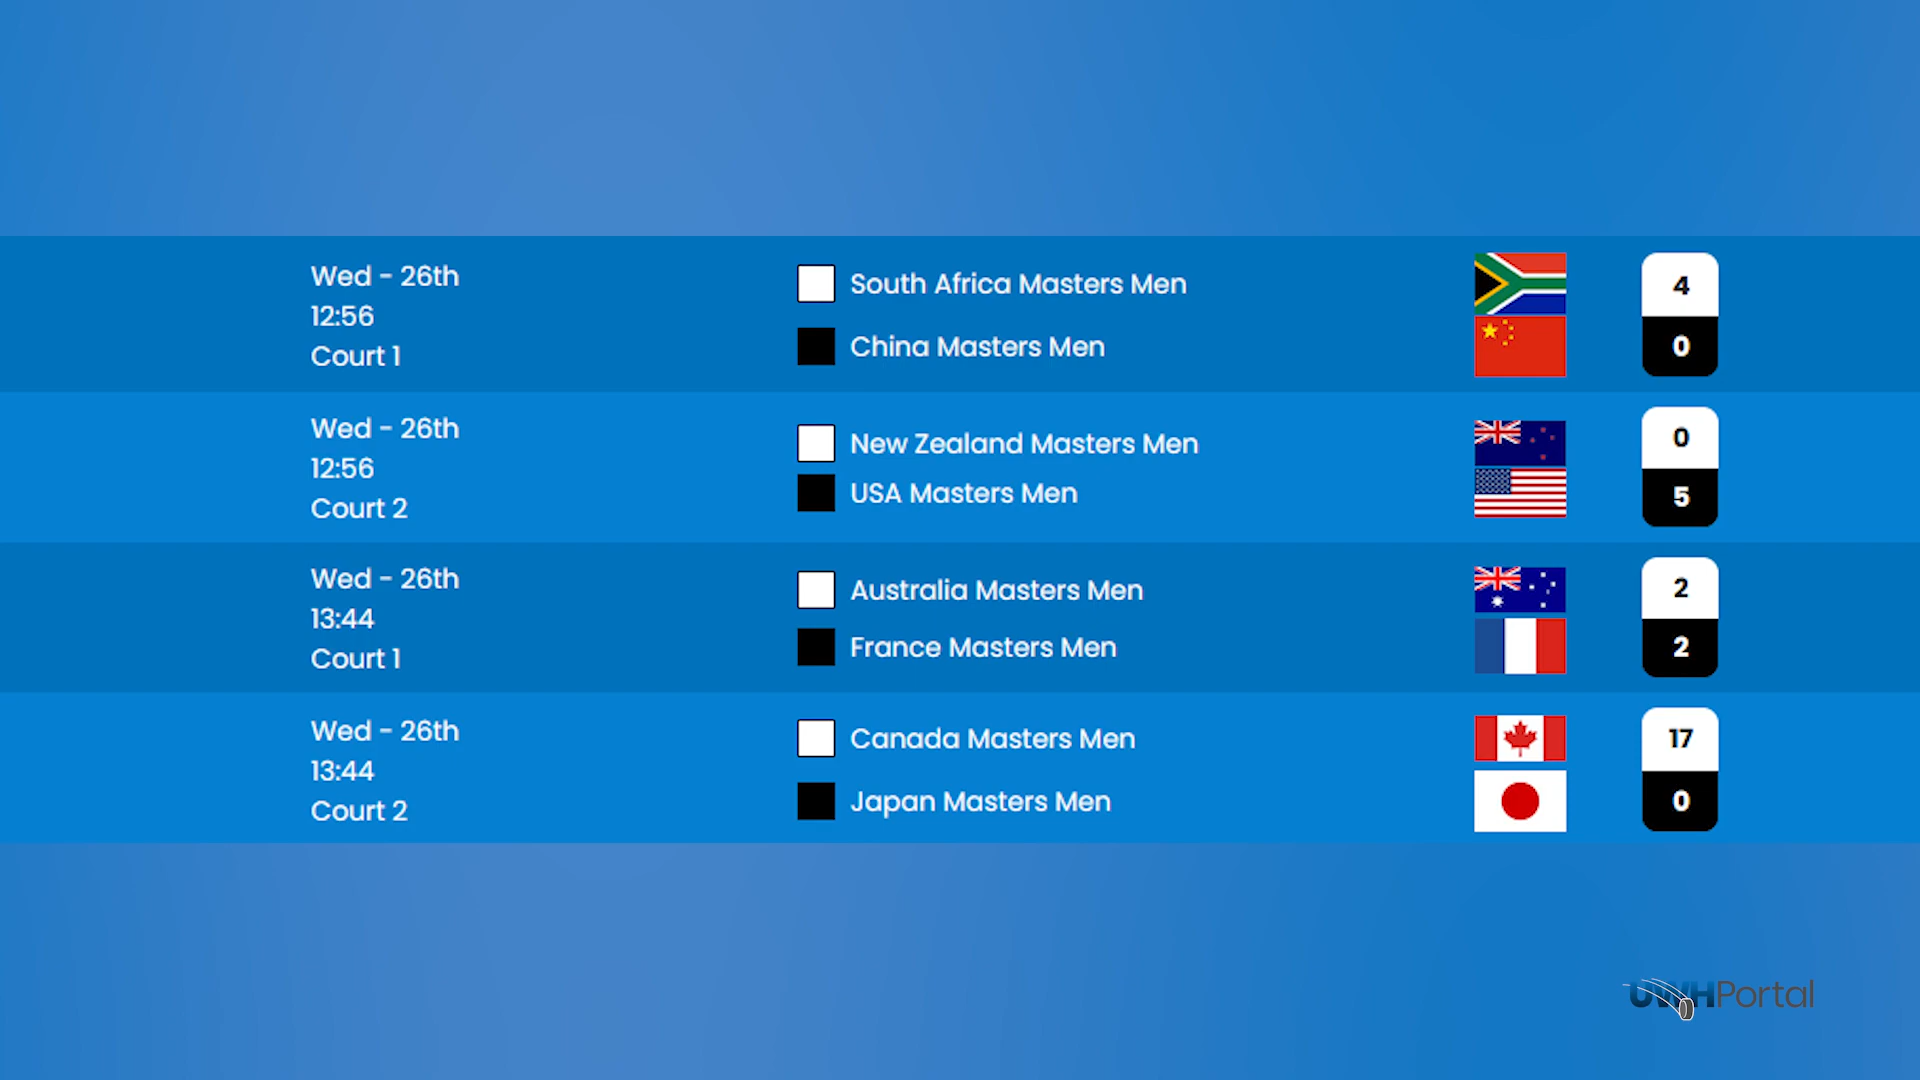 Wed - 26th
12:56
Court 1
South Africa Masters Men
China Masters Men
4
0
Wed - 26th
12:56
Court 2
New Zealand Masters Men
USA Masters Men
0
5
Wed - 26th
13:44
Court 1
Australia Masters Men
France Masters Men
2
2
Wed - 26th
13:44
Court 2
Canada Masters Men
Japan Masters Men
17
0
UWHPortal